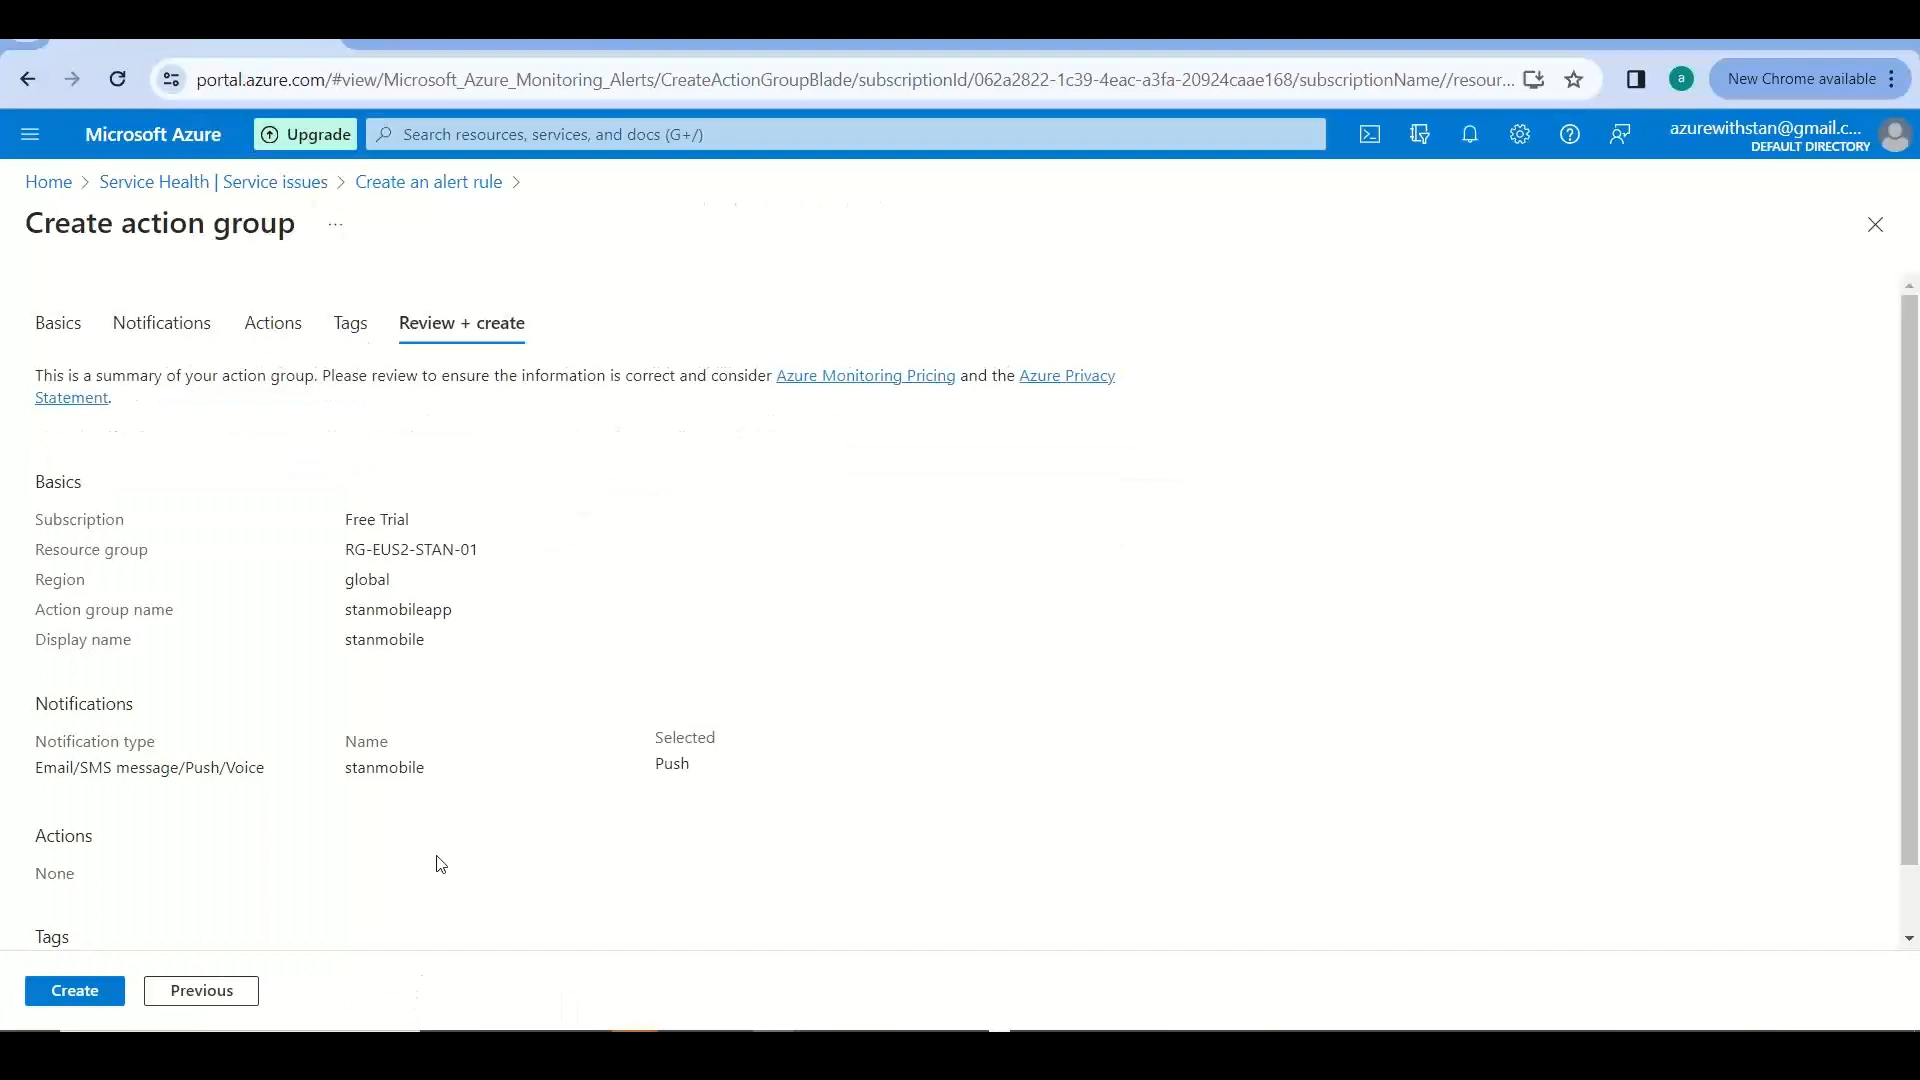 portal.azure.com/#view/Microsoft_Azure_Monitoring_Alerts/CreateActionGroupBlade/subscriptionId/062a2822-1c39-4eac-a3fa-20924caae168/subscriptionName//resour...
a
New Chrome available
Microsoft Azure
Upgrade
Search resources, services, and docs (G+/)
azurewithstan@gmail.c...
DEFAULT DIRECTORY
Home > Service Health | Service issues > Create an alert rule >
Create action group ...
Basics Notifications Actions Tags Review + create
This is a summary of your action group. Please review to ensure the information is correct and consider Azure Monitoring Pricing and the Azure Privacy
Statement.
Basics
Subscription Free Trial
Resource group RG-EUS2-STAN-01
Region global
Action group name stanmobileapp
Display name stanmobile
Notifications
Notification type Name Selected
Email/SMS message/Push/Voice stanmobile Push
Actions
None
Tags
Create Previous